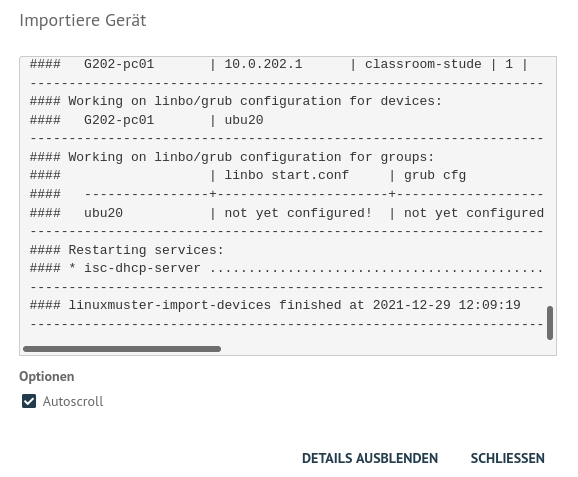 Importiere Gerät
####   G202-pc01       | 10.0.202.1      | classroom-stude | 1 |
------------------------------------------------------------------
#### Working on linbo/grub configuration for devices:
####   G202-pc01       | ubu20
------------------------------------------------------------------
#### Working on linbo/grub configuration for groups:
####                   | linbo start.conf     | grub cfg
####   ----------------+----------------------+------------------
####   ubu20           | not yet configured!  | not yet configured
------------------------------------------------------------------
#### Restarting services:
#### * isc-dhcp-server ...........................................
------------------------------------------------------------------
#### linuxmuster-import-devices finished at 2021-12-29 12:09:19
------------------------------------------------------------------
Optionen
Autoscroll
DETAILS AUSBLENDEN SCHLIESSEN